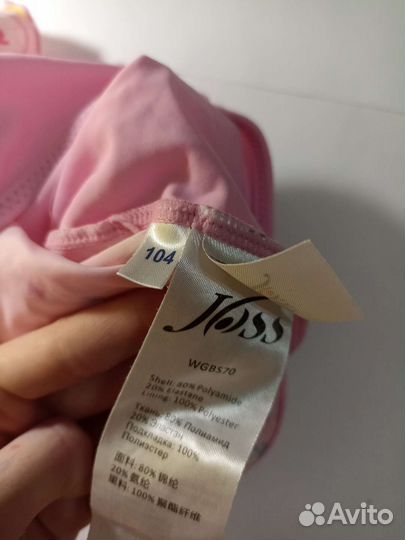 104
Joss
WGBS70
Shell: 80% Polyamide
20% Elastane
Lining: 100% Polyester
Ткань: 80% Полиамид
20% Эластан
Подкладка: 100%
Полиэстер
面料: 80% 锦纶
20% 氨纶
里料: 100% 聚酯纤维
Avito